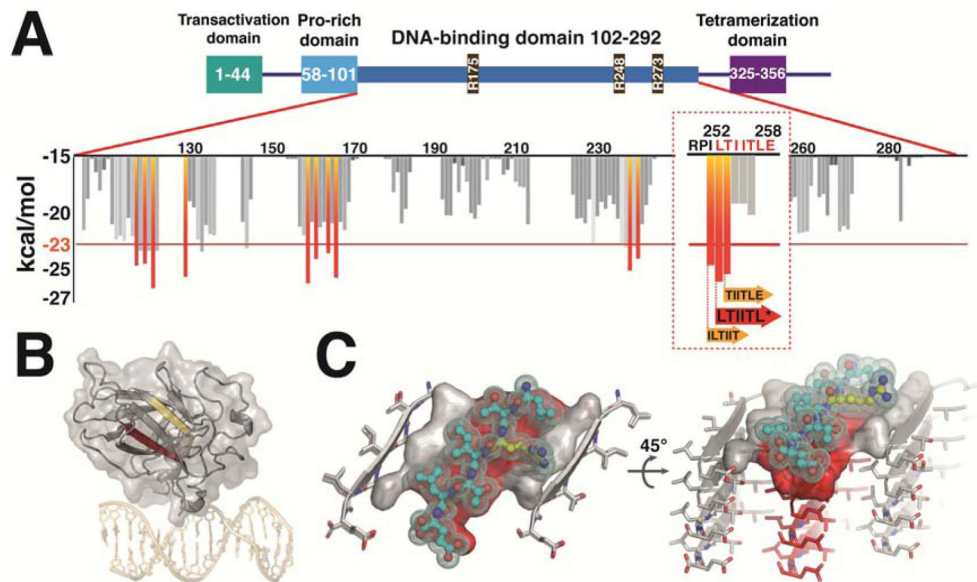 A
Transactivation
domain
Pro-rich
domain
DNA-binding domain 102-292
Tetramerization
domain
1-44
58-101
R175
R248
R273
325-356
kcal/mol
-15
-20
-23
-25
-27
130
150
170
190
210
230
252 258
RPI LTIITLE
260
280
TIITLE
LTIITL*
ILTIIT
B
C
45°